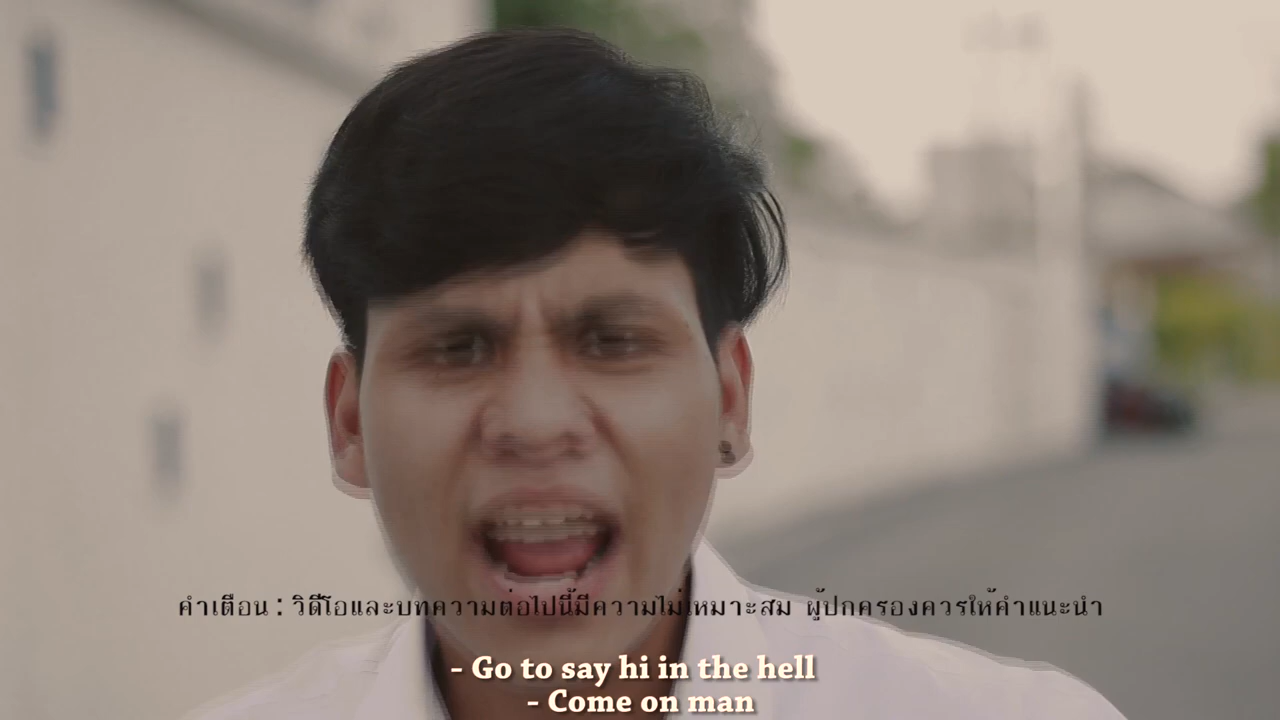 คำเตือน : วิดีโอและบทความต่อไปนี้มีความไม่เหมาะสม ผู้ปกครองควรให้คำแนะนำ
- Go to say hi in the hell
- Come on man